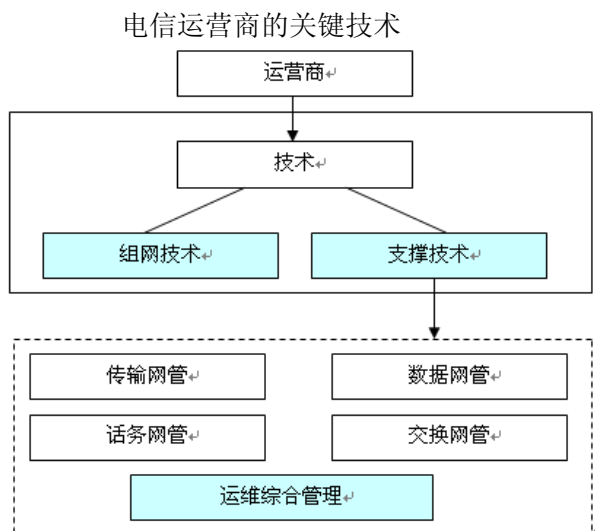 电信运营商的关键技术
运营商↵
技术↵
组网技术↵ 支撑技术↵
传输网管↵ 数据网管↵
话务网管↵ 交换网管↵
运维综合管理↵